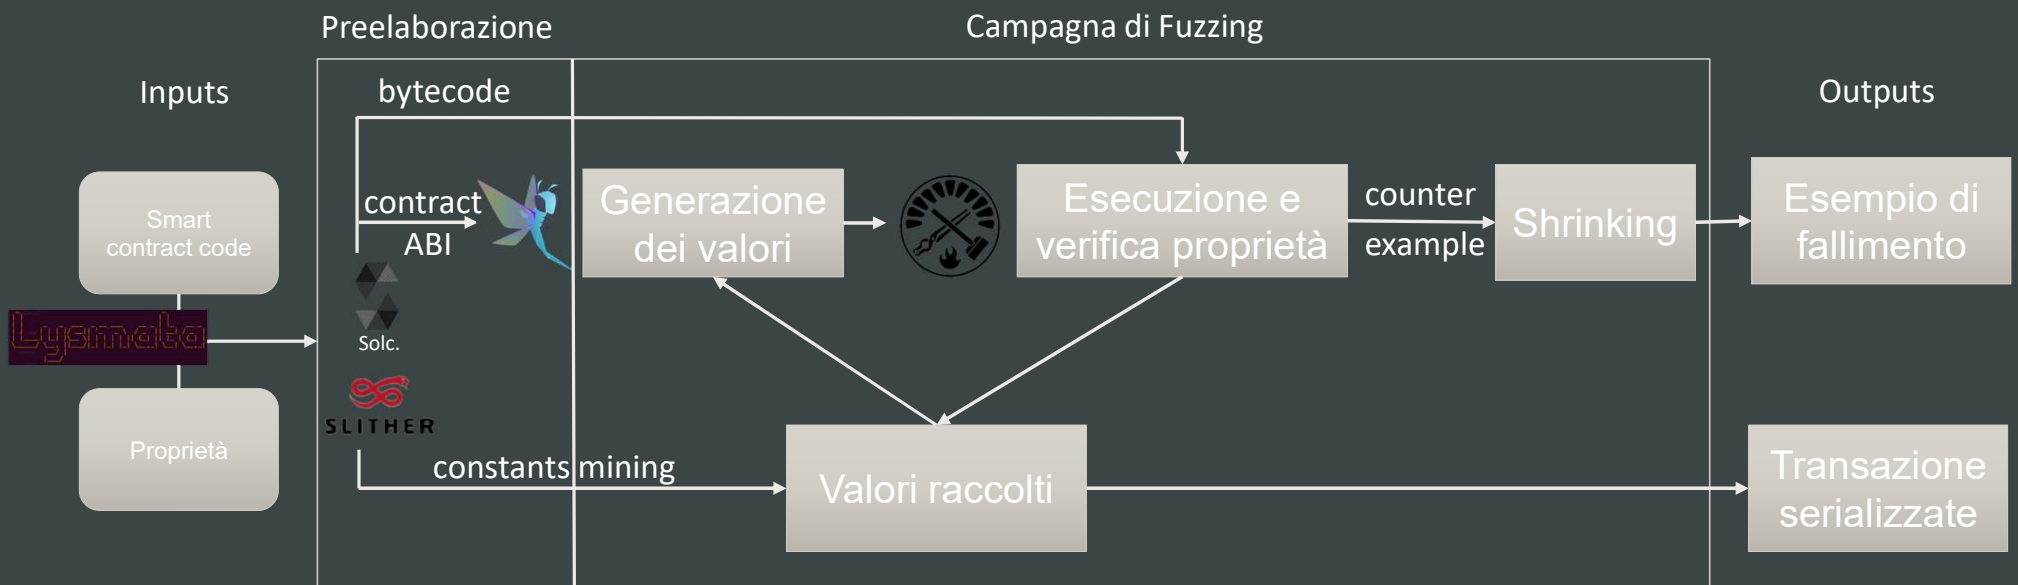 Preelaborazione
Campagna di Fuzzing
Inputs
bytecode
Outputs
Smart
contract code
contract
ABI
Generazione
dei valori
Esecuzione e
verifica proprietà
counter
example
Shrinking
Esempio di
fallimento
Lysmata
Solc.
SLITHER
Proprietà
constants mining
Valori raccolti
Transazione
serializzate